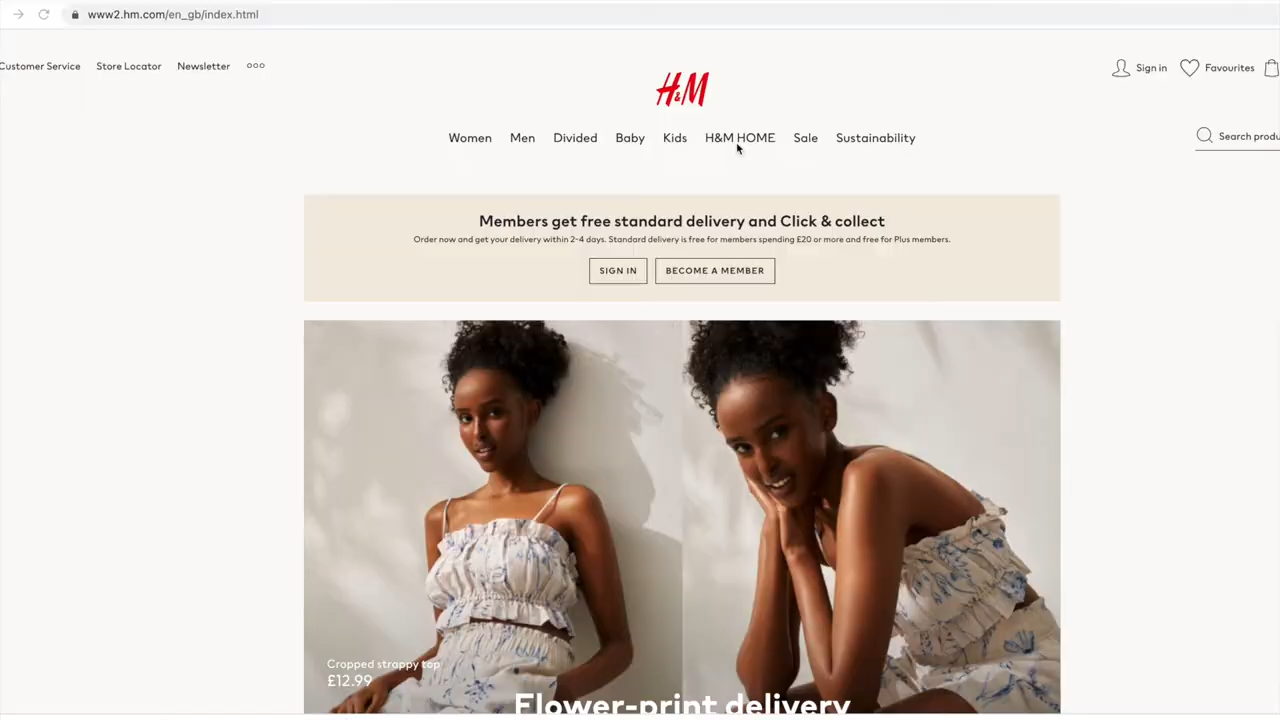 www2.hm.com/en_gb/index.html
Customer Service Store Locator Newsletter
Sign in Favourites
H&M
Women Men Divided Baby Kids H&M HOME Sale Sustainability
Search produ
Members get free standard delivery and Click & collect
Order now and get your delivery within 2-4 days. Standard delivery is free for members spending £20 or more and free for Plus members.
SIGN IN BECOME A MEMBER
Cropped strappy top
£12.99
Flower-print delivery